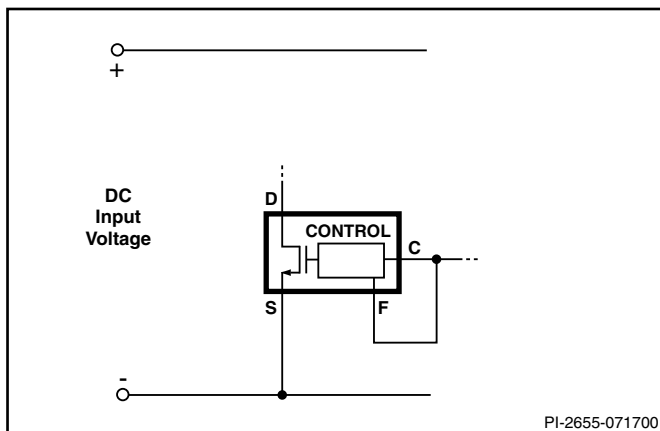 +
D
DC
Input
Voltage
CONTROL
C
S
F
-
PI-2655-071700